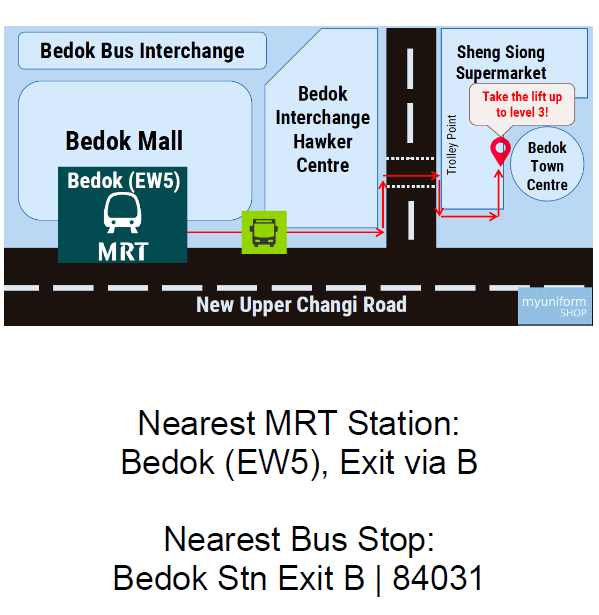 Bedok Bus Interchange
Sheng Siong
Supermarket
Take the lift up
to level 3!
Bedok
Interchange
Hawker
Centre
Trolley Point
Bedok Mall
Bedok
Town
Centre
Bedok (EW5)
MRT
New Upper Changi Road
myuniform
SHOP
Nearest MRT Station:
Bedok (EW5), Exit via B
Nearest Bus Stop:
Bedok Stn Exit B | 84031